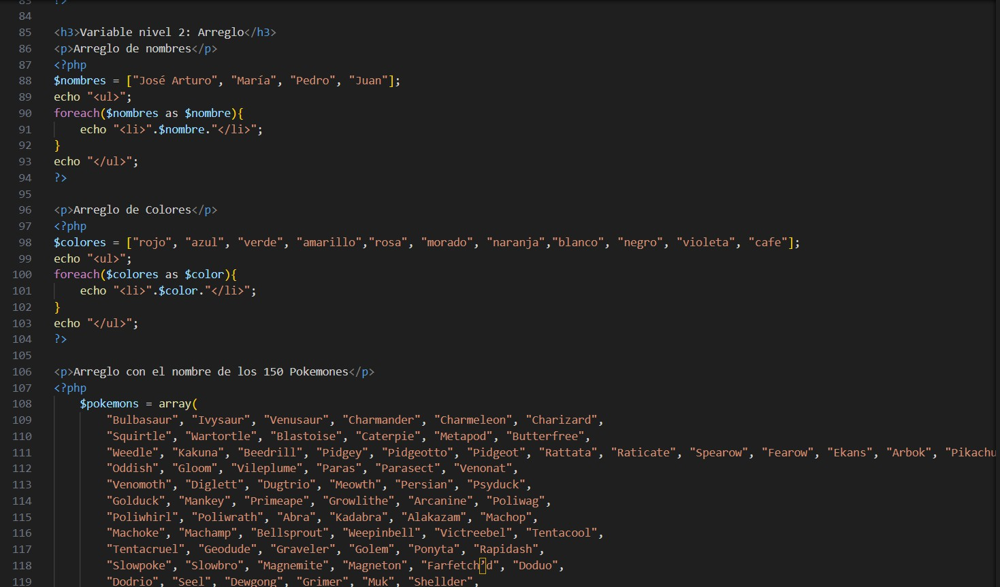 83 ?>
84
85 <h3>Variable nivel 2: Arreglo</h3>
86 <p>Arreglo de nombres</p>
87 <?php
88 $nombres = ["José Arturo", "María", "Pedro", "Juan"];
89 echo "<ul>";
90 foreach($nombres as $nombre){
91 echo "<li>".$nombre."</li>";
92 }
93 echo "</ul>";
94 ?>
95
96 <p>Arreglo de Colores</p>
97 <?php
98 $colores = ["rojo", "azul", "verde", "amarillo","rosa", "morado", "naranja","blanco", "negro", "violeta", "cafe"];
99 echo "<ul>";
100 foreach($colores as $color){
101 echo "<li>".$color."</li>";
102 }
103 echo "</ul>";
104 ?>
105
106 <p>Arreglo con el nombre de los 150 Pokemones</p>
107 <?php
108 $pokemons = array(
109 "Bulbasaur", "Ivysaur", "Venusaur", "Charmander", "Charmeleon", "Charizard",
110 "Squirtle", "Wartortle", "Blastoise", "Caterpie", "Metapod", "Butterfree",
111 "Weedle", "Kakuna", "Beedrill", "Pidgey", "Pidgeotto", "Pidgeot", "Rattata", "Raticate", "Spearow", "Fearow", "Ekans", "Arbok", "Pikachu
112 "Oddish", "Gloom", "Vileplume", "Paras", "Parasect", "Venonat",
113 "Venomoth", "Diglett", "Dugtrio", "Meowth", "Persian", "Psyduck",
114 "Golduck", "Mankey", "Primeape", "Growlithe", "Arcanine", "Poliwag",
115 "Poliwhirl", "Poliwrath", "Abra", "Kadabra", "Alakazam", "Machop",
116 "Machoke", "Machamp", "Bellsprout", "Weepinbell", "Victreebel", "Tentacool",
117 "Tentacruel", "Geodude", "Graveler", "Golem", "Ponyta", "Rapidash",
118 "Slowpoke", "Slowbro", "Magnemite", "Magneton", "Farfetch’d", "Doduo",
119 "Dodrio", "Seel", "Dewgong", "Grimer", "Muk", "Shellder",